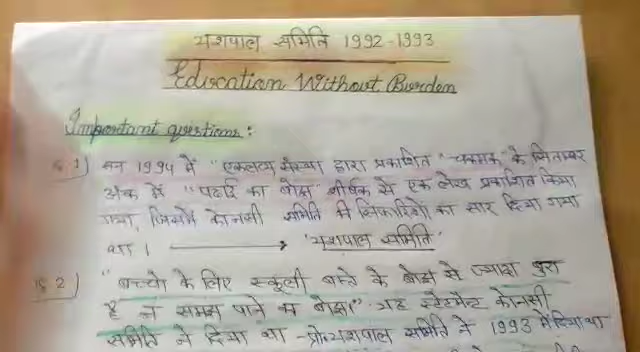 यशपाल समिति 1992-1993
Education Without Burden
Important questions :
Q.1) सन 1994 में "एकलव्य संस्था द्वारा प्रकाशित" "चकमक" के सितम्बर
अंक में "पढाई का बोझ" शीर्षक से एक लेख प्रकाशित किया
गया, जिसमें कोनसी समिति की सिफारिशों का सार दिया गया
था । → 'यशपाल समिति'
Q.2) "बच्चो के लिए स्कूली बस्ते के बोझ से ज्यादा बुरा
है न समझ पाने का बोझ" यह स्टेटमेंट कोनसी
समिति ने दिया था - प्रो० यशपाल समिति ने 1993 में दिया था